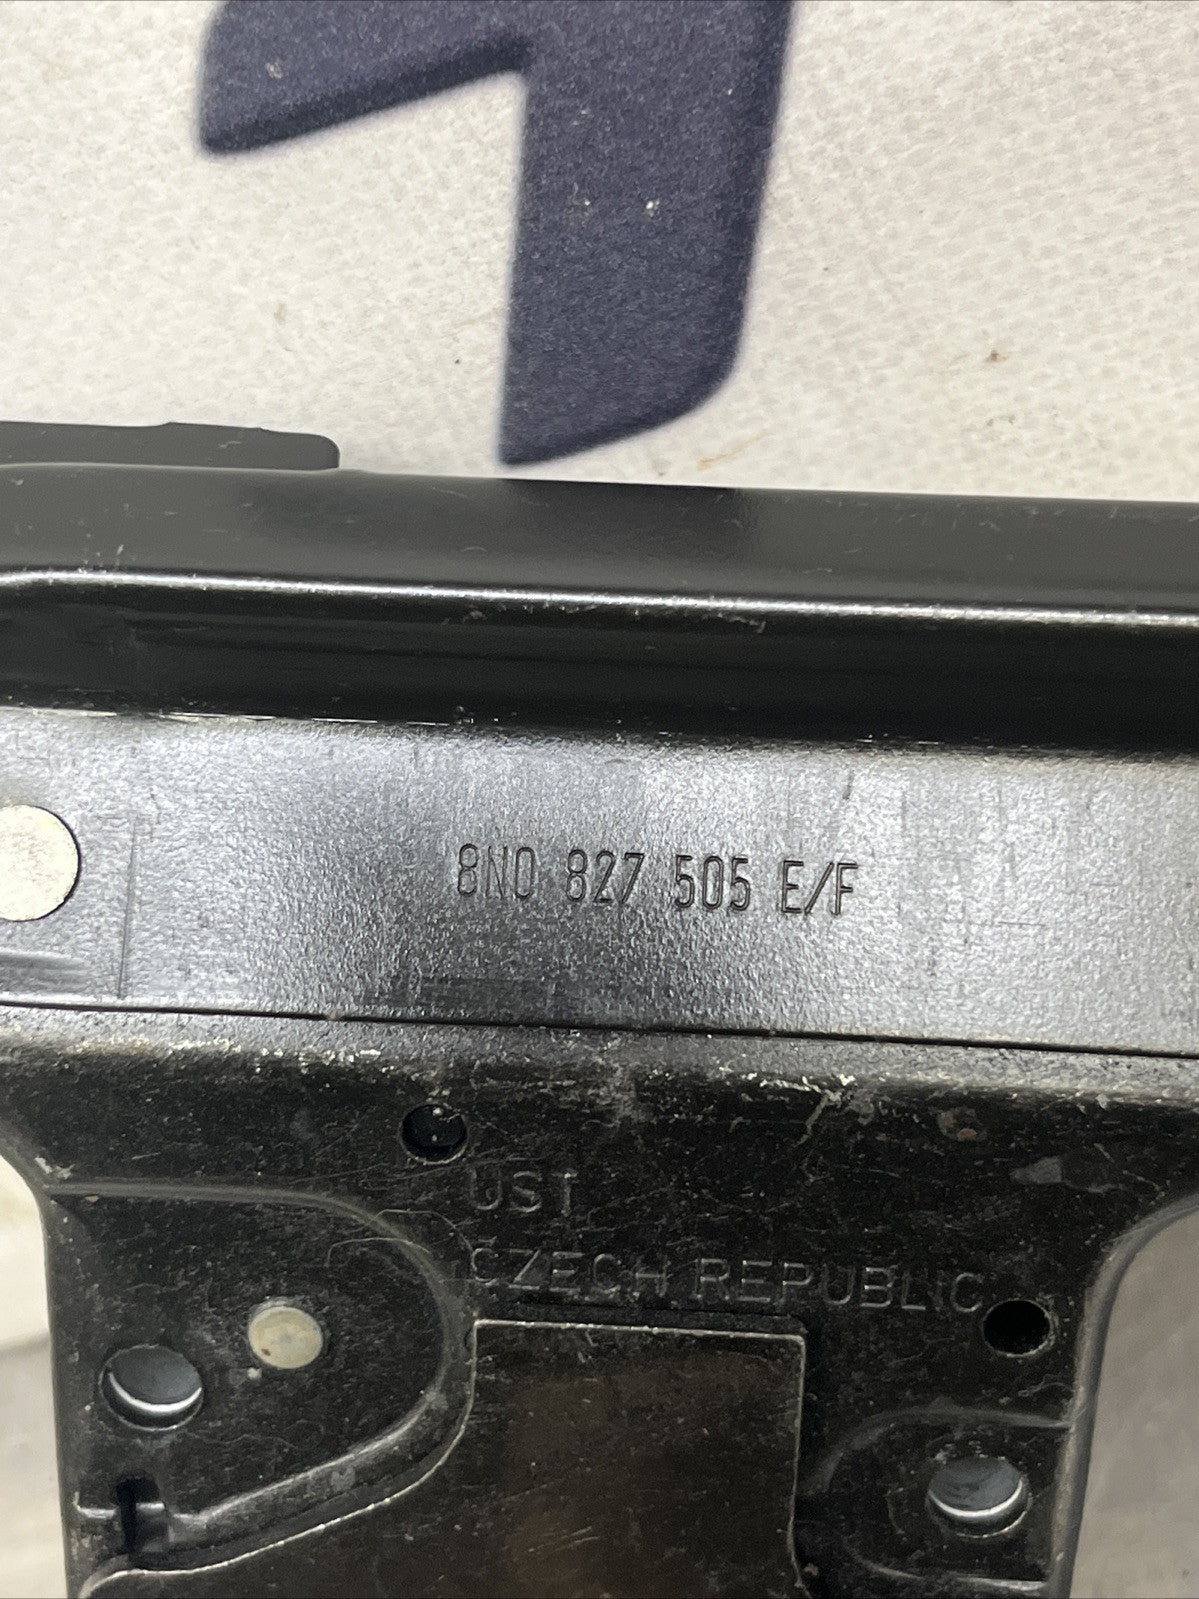 8N0 827 505 E/F
UST
CZECH REPUBLIC